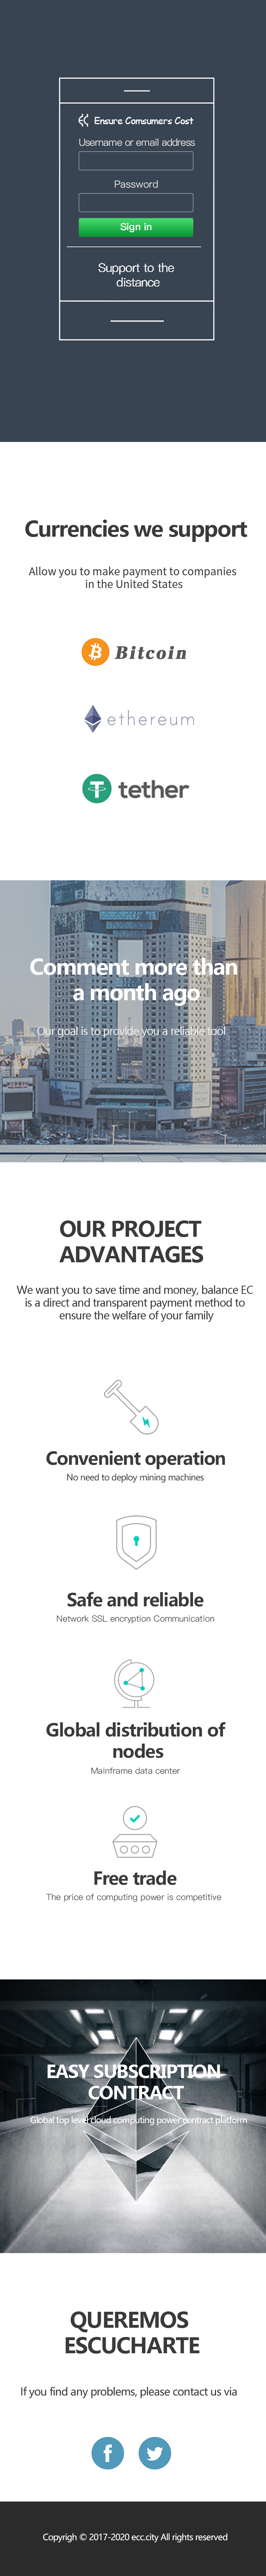 Ensure Comsumers Cost
Username or email address
Password
Sign in
Support to the
distance
Currencies we support
Allow you to make payment to companies
in the United States
Bitcoin
ethereum
tether
Comment more than
a month ago
Our goal is to provide you a reliable tool
OUR PROJECT
ADVANTAGES
We want you to save time and money, balance EC
is a direct and transparent payment method to
ensure the welfare of your family
Convenient operation
No need to deploy mining machines
Safe and reliable
Network SSL encryption Communication
Global distribution of
nodes
Mainframe data center
Free trade
The price of computing power is competitive
EASY SUBSCRIPTION
CONTRACT
Global top level cloud computing power contract platform
QUEREMOS
ESCUCHARTE
If you find any problems, please contact us via
Copyrigh © 2017-2020 ecc.city All rights reserved